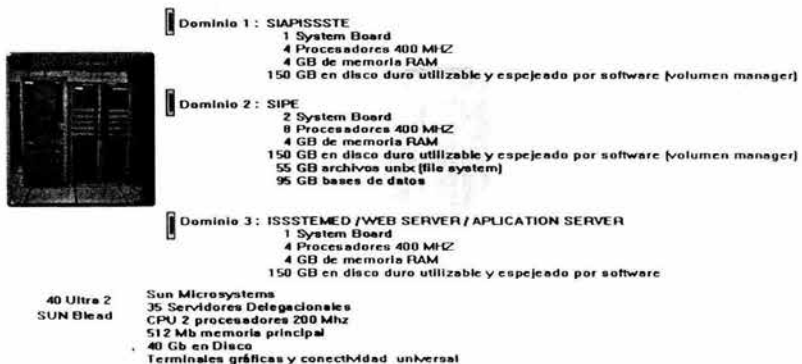 Dominio 1 : SIAPISSSTE
1 System Board
4 Procesadores 400 MHZ
4 GB de memoria RAM
150 GB en disco duro utilizable y espejeado por software (volumen manager)
Dominio 2 : SIPE
2 System Board
8 Procesadores 400 MHZ
4 GB de memoria RAM
150 GB en disco duro utilizable y espejeado por software (volumen manager)
55 GB archivos unix (file system)
95 GB bases de datos
Dominio 3 : ISSSTEMED / WEB SERVER / APLICATION SERVER
1 System Board
4 Procesadores 400 MHZ
4 GB de memoria RAM
150 GB en disco duro utilizable y espejeado por software
40 Ultra 2
SUN Blead
Sun Microsystems
35 Servidores Delegacionales
CPU 2 procesadores 200 Mhz
512 Mb memoria principal
40 Gb en Disco
Terminales gráficas y conectividad universal